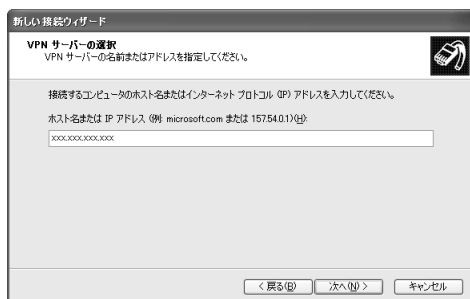 新しい接続ウィザード
VPN サーバーの選択
VPN サーバーの名前またはアドレスを指定してください。
接続するコンピュータのホスト名またはインターネット プロトコル (IP) アドレスを入力してください。
ホスト名または IP アドレス (例: microsoft.com または 157.54.0.1)(H):
xxx.xxx.xxx.xxx
< 戻る(B) 次へ(N) > キャンセル